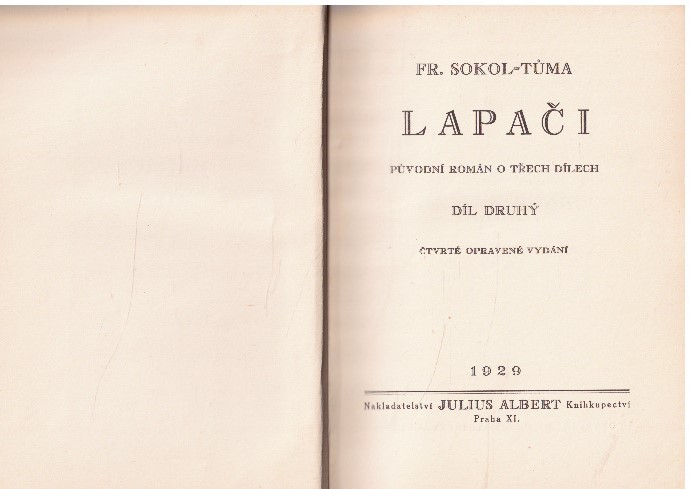 FR. SOKOL-TŮMA
LAPAČI
PŮVODNÍ ROMÁN O TŘECH DÍLECH
DÍL DRUHÝ
ČTVRTÉ OPRAVENÉ VYDÁNÍ
1929
Nakladatelství JULIUS ALBERT Knihkupectví
Praha XI.